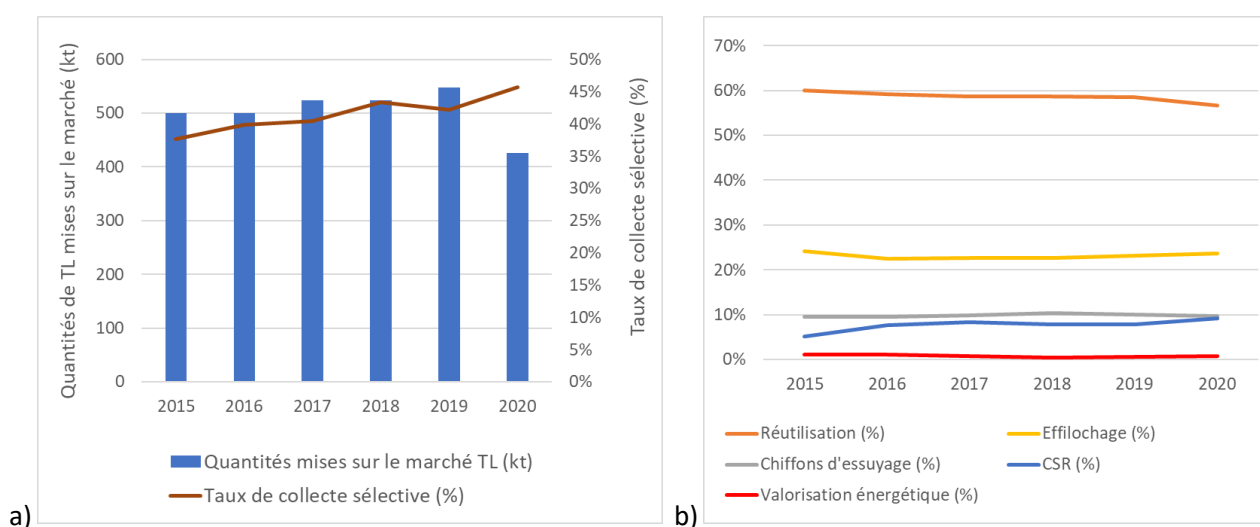 Quantités de TL mises sur le marché (kt)
600
500
400
300
200
100
0
50%
45%
40%
35%
30%
25%
20%
15%
10%
5%
0%
Taux de collecte sélective (%)
2015 2016 2017 2018 2019 2020
Quantités mises sur le marché TL (kt)
Taux de collecte sélective (%)
a)
70%
60%
50%
40%
30%
20%
10%
0%
2015 2016 2017 2018 2019 2020
Réutilisation (%) Effilochage (%)
Chiffons d'essuyage (%) CSR (%)
Valorisation énergétique (%)
b)